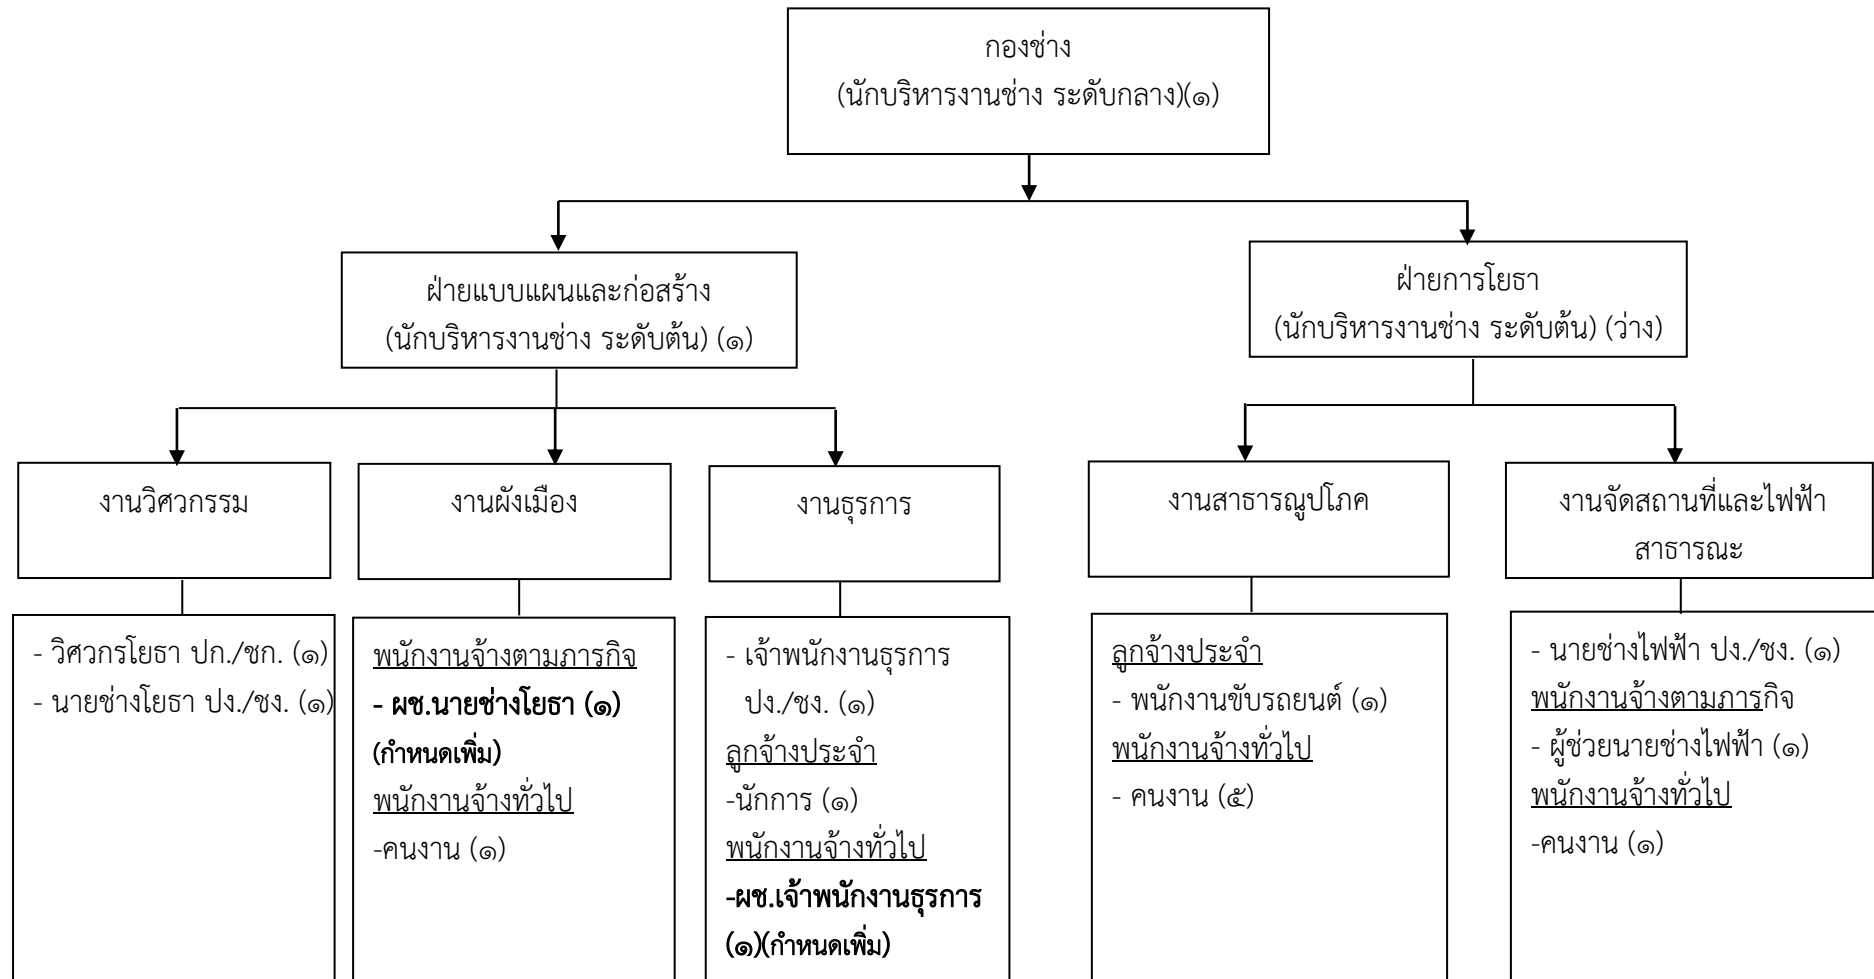 กองช่าง
(นักบริหารงานช่าง ระดับกลาง)(๑)
ฝ่ายแบบแผนและก่อสร้าง
(นักบริหารงานช่าง ระดับต้น) (๑)
ฝ่ายการโยธา
(นักบริหารงานช่าง ระดับต้น) (ว่าง)
งานวิศวกรรม
งานผังเมือง
งานธุรการ
งานสาธารณูปโภค
งานจัดสถานที่และไฟฟ้า
สาธารณะ
- วิศวกรโยธา ปก./ชก. (๑)
- นายช่างโยธา ปง./ชง. (๑)
พนักงานจ้างตามภารกิจ
- ผช.นายช่างโยธา (๑)
(กำหนดเพิ่ม)
พนักงานจ้างทั่วไป
-คนงาน (๑)
- เจ้าพนักงานธุรการ
ปง./ชง. (๑)
ลูกจ้างประจำ
-นักการ (๑)
พนักงานจ้างทั่วไป
-ผช.เจ้าพนักงานธุรการ
(๑)(กำหนดเพิ่ม)
ลูกจ้างประจำ
- พนักงานขับรถยนต์ (๑)
พนักงานจ้างทั่วไป
- คนงาน (๕)
- นายช่างไฟฟ้า ปง./ชง. (๑)
พนักงานจ้างตามภารกิจ
- ผู้ช่วยนายช่างไฟฟ้า (๑)
พนักงานจ้างทั่วไป
-คนงาน (๑)